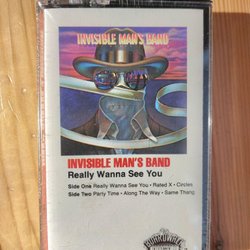 INVISIBLE MAN'S BAND
INVISIBLE MAN'S BAND
Really Wanna See You
Side One Really Wanna See You • Rated X • Circles
Side Two Party Time • Along The Way • Same Thang
BOARDWALK